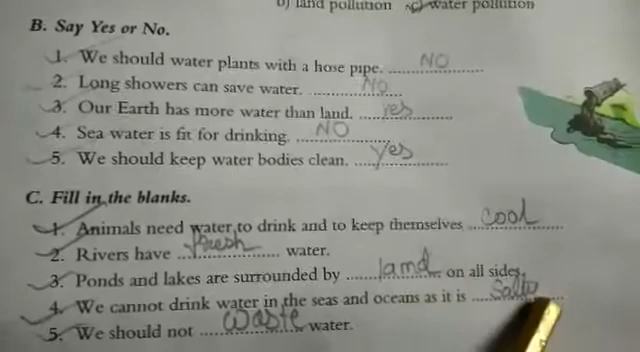 b) land pollution c) water pollution
B. Say Yes or No.
1. We should water plants with a hose pipe. ............ NO
2. Long showers can save water. ............ No
3. Our Earth has more water than land. ............ yes
4. Sea water is fit for drinking. ............ NO
5. We should keep water bodies clean. ............ yes
C. Fill in the blanks.
1. Animals need water to drink and to keep themselves ............ cool
2. Rivers have ............ fresh water.
3. Ponds and lakes are surrounded by ............ land on all sides.
4. We cannot drink water in the seas and oceans as it is ............ Salty
5. We should not ............ waste water.